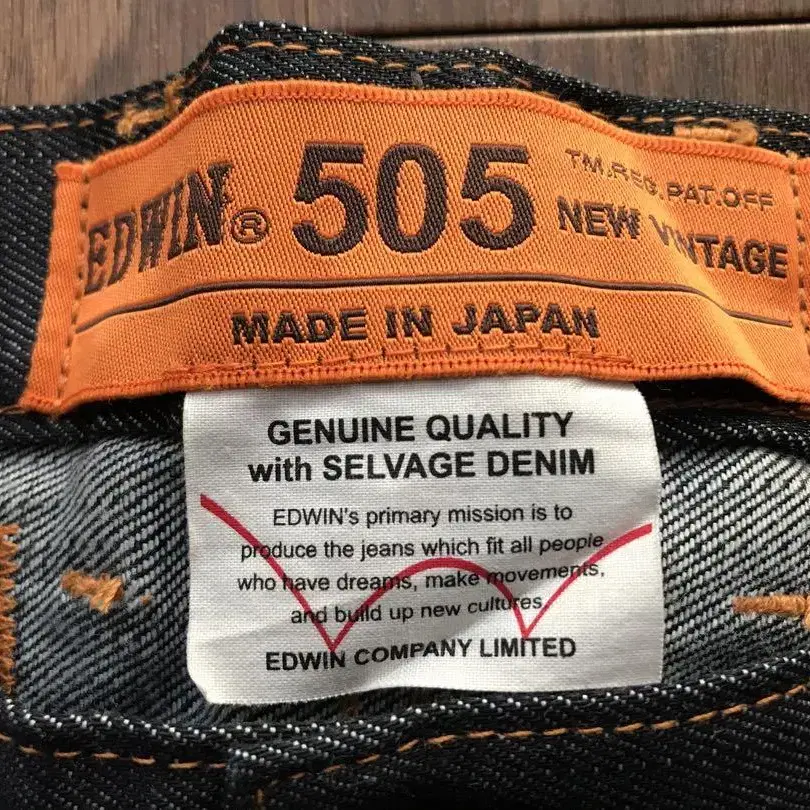 EDWIN® 505 TM.REG.PAT.OFF
NEW VINTAGE
MADE IN JAPAN
GENUINE QUALITY
with SELVAGE DENIM
EDWIN's primary mission is to
produce the jeans which fit all people
who have dreams, make movements,
and build up new cultures.
EDWIN COMPANY LIMITED